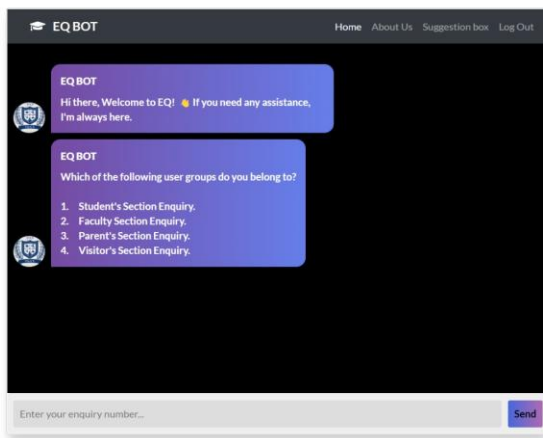 EQ BOT
Home About Us Suggestion box Log Out
EQ BOT
Hi there, Welcome to EQ! 👋 If you need any assistance,
I'm always here.
EQ BOT
Which of the following user groups do you belong to?
1. Student's Section Enquiry.
2. Faculty Section Enquiry.
3. Parent's Section Enquiry.
4. Visitor's Section Enquiry.
Enter your enquiry number...
Send